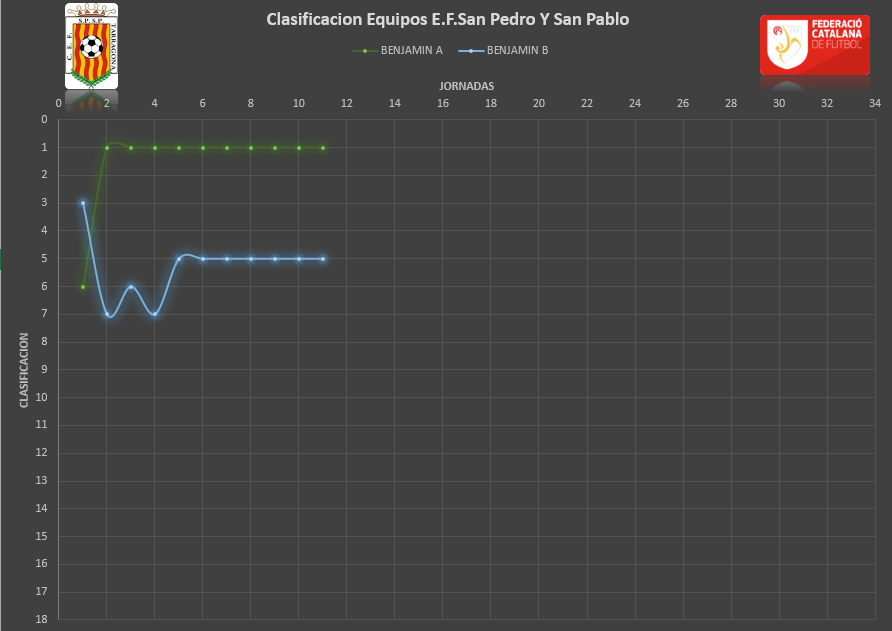 Clasificacion Equipos E.F.San Pedro Y San Pablo
S.P. S.P.
C. E. F.
TARRAGONA
FEDERACIÓ
CATALANA
DE FUTBOL
BENJAMIN A
BENJAMIN B
JORNADAS
0 2 4 6 8 10 12 14 16 18 20 22 24 26 28 30 32 34
0
1
2
3
4
5
6
7
8
9
10
11
12
13
14
15
16
17
18
CLASIFICACION